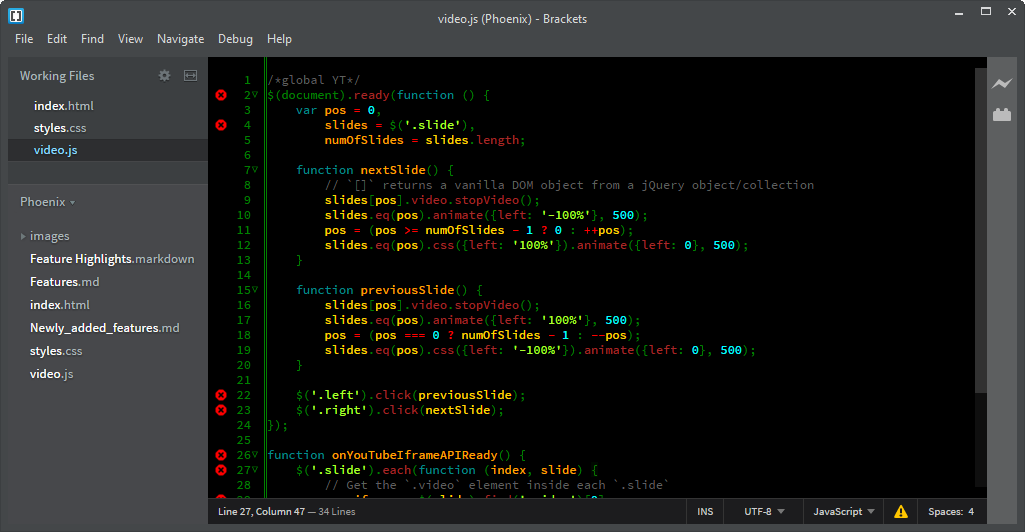 video.js (Phoenix) - Brackets
File Edit Find View Navigate Debug Help
Working Files
index.html
styles.css
video.js
Phoenix
images
Feature Highlights.markdown
Features.md
index.html
Newly_added_features.md
styles.css
video.js
1 /*global YT*/
2 $(document).ready(function () {
3     var pos = 0,
4         slides = $('.slide'),
5         numOfSlides = slides.length;
6
7     function nextSlide() {
8         // `[]` returns a vanilla DOM object from a jQuery object/collection
9         slides[pos].video.stopVideo();
10         slides.eq(pos).animate({left: '-100%'}, 500);
11         pos = (pos >= numOfSlides - 1 ? 0 : ++pos);
12         slides.eq(pos).css({left: '100%'}).animate({left: 0}, 500);
13     }
14
15     function previousSlide() {
16         slides[pos].video.stopVideo();
17         slides.eq(pos).animate({left: '100%'}, 500);
18         pos = (pos === 0 ? numOfSlides - 1 : --pos);
19         slides.eq(pos).css({left: '-100%'}).animate({left: 0}, 500);
20     }
21
22     $('.left').click(previousSlide);
23     $('.right').click(nextSlide);
24 });
25
26 function onYouTubeIframeAPIReady() {
27     $('.slide').each(function (index, slide) {
28         // Get the `.video` element inside each `.slide`
Line 27, Column 47 — 34 Lines
INS UTF-8 JavaScript Spaces: 4